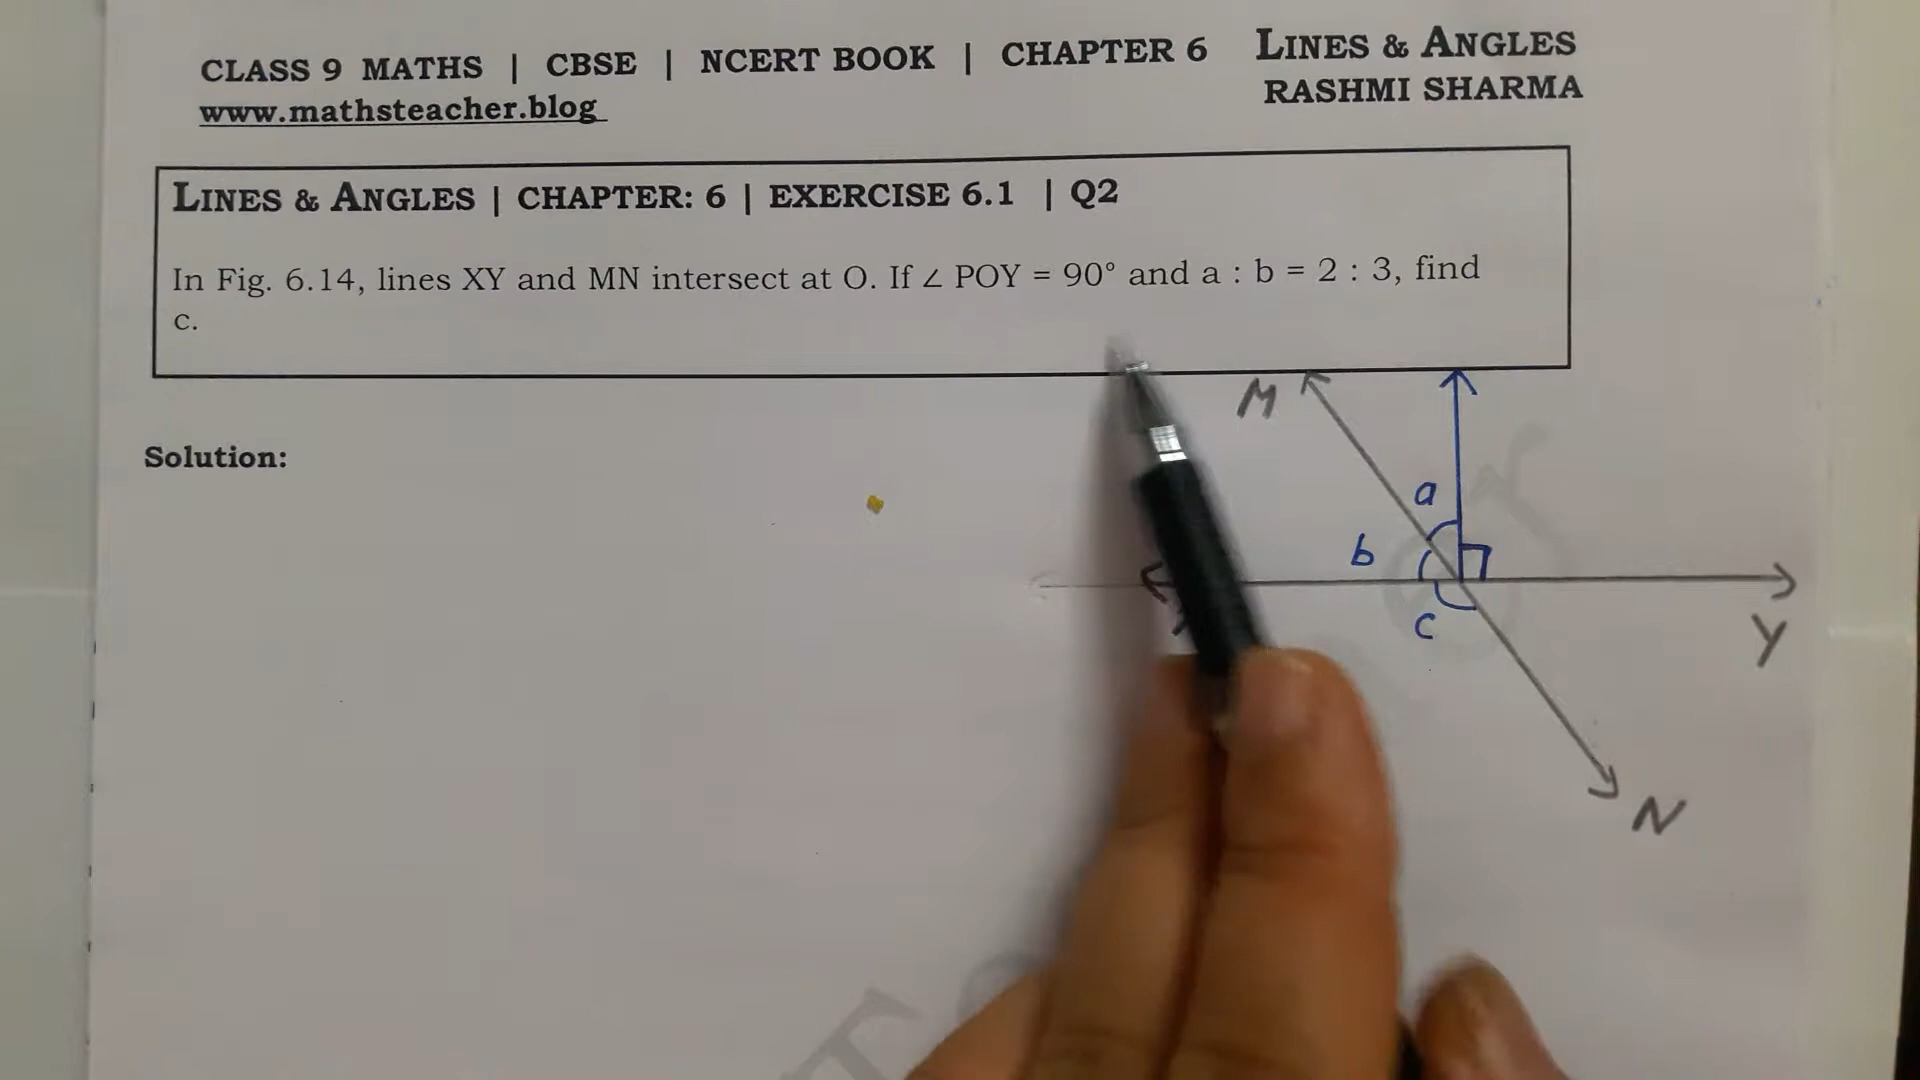 CLASS 9 MATHS | CBSE | NCERT BOOK | CHAPTER 6 LINES & ANGLES
www.mathsteacher.blog RASHMI SHARMA
LINES & ANGLES | CHAPTER: 6 | EXERCISE 6.1 | Q2
In Fig. 6.14, lines XY and MN intersect at O. If ∠ POY = 90° and a : b = 2 : 3, find
c.
M
Solution:
a
b
c
Y
N